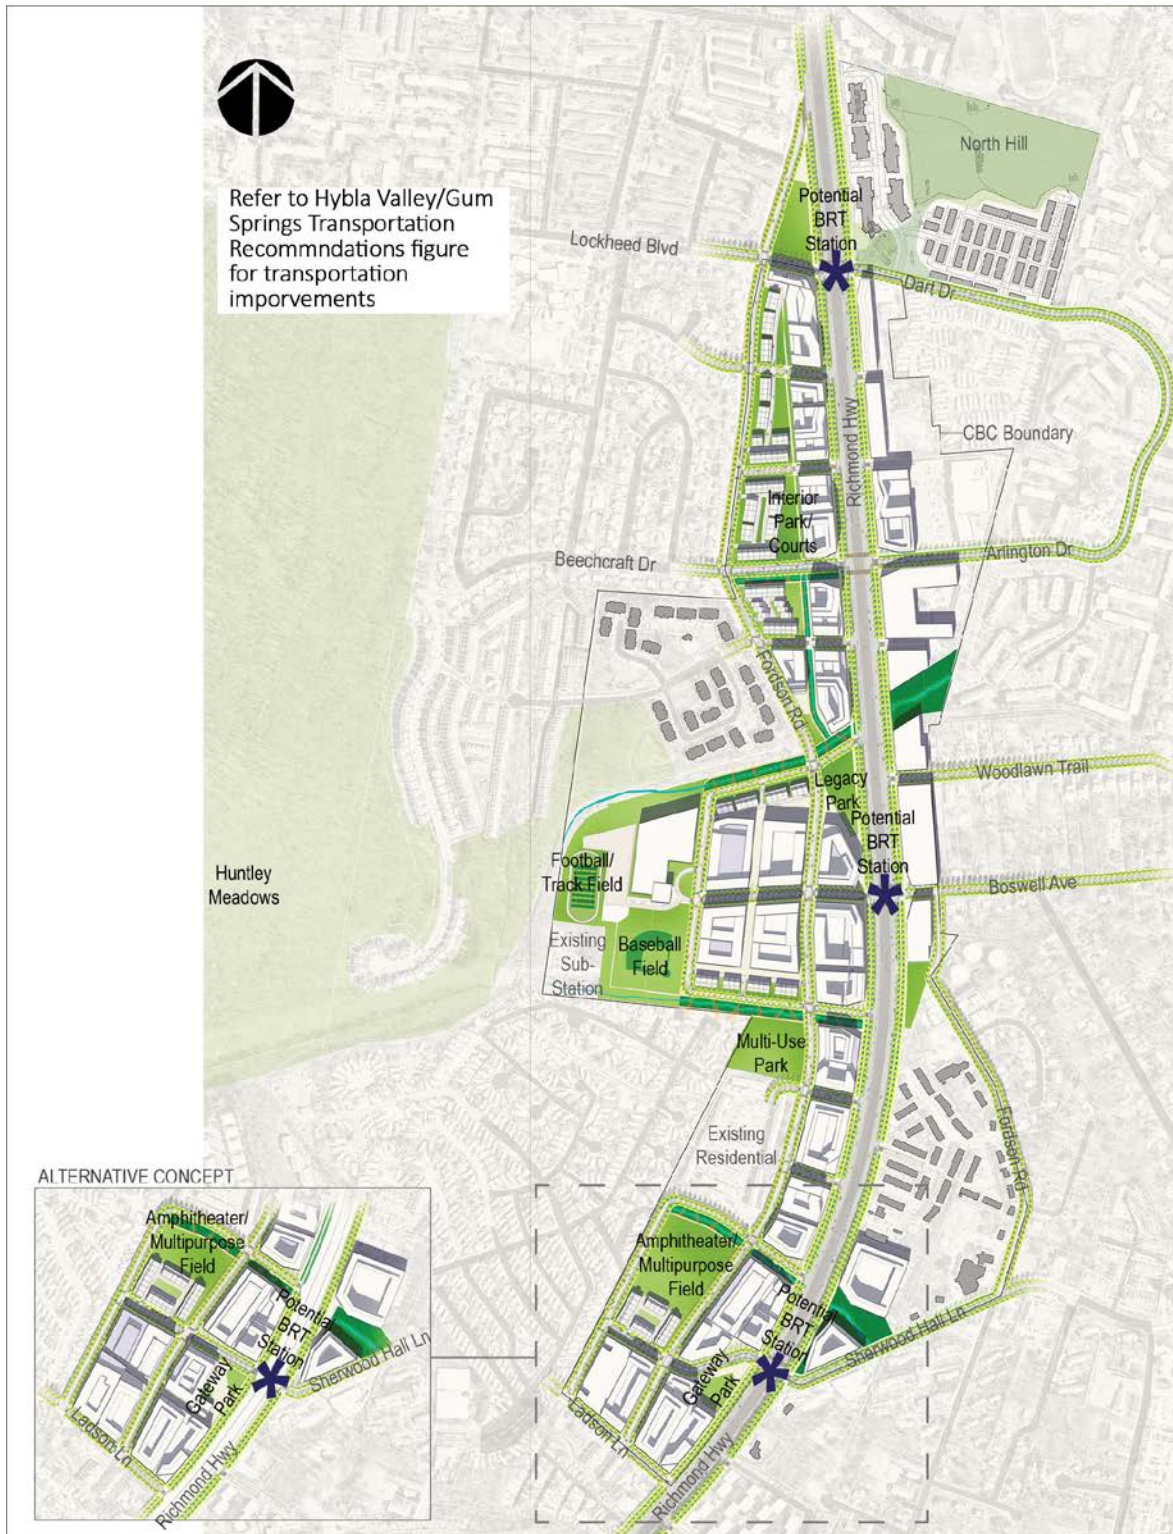 North Hill
Refer to Hybla Valley/Gum
Springs Transportation
Recommndations figure
for transportation
imporvements
Potential
BRT
Station
Lockheed Blvd
Dart Dr
CBC Boundary
Richmond Hwy
Interior
Park/
Courts
Beechcraft Dr
Arlington Dr
Fordson Rd
Woodlawn Trail
Legacy
Park
Potential
BRT
Station
Football/
Track Field
Huntley
Meadows
Boswell Ave
Existing
Sub-
Station
Baseball
Field
Multi-Use
Park
Fordson Rd
Existing
Residential
ALTERNATIVE CONCEPT
Amphitheater/
Multipurpose
Field
Potential
BRT
Station
Gateway
Park
Sherwood Hall Ln
Ladson Ln
Richmond Hwy
Amphitheater/
Multipurpose
Field
Potential
BRT
Station
Sherwood Hall Ln
Gateway
Park
Ladson Ln
Richmond Hwy